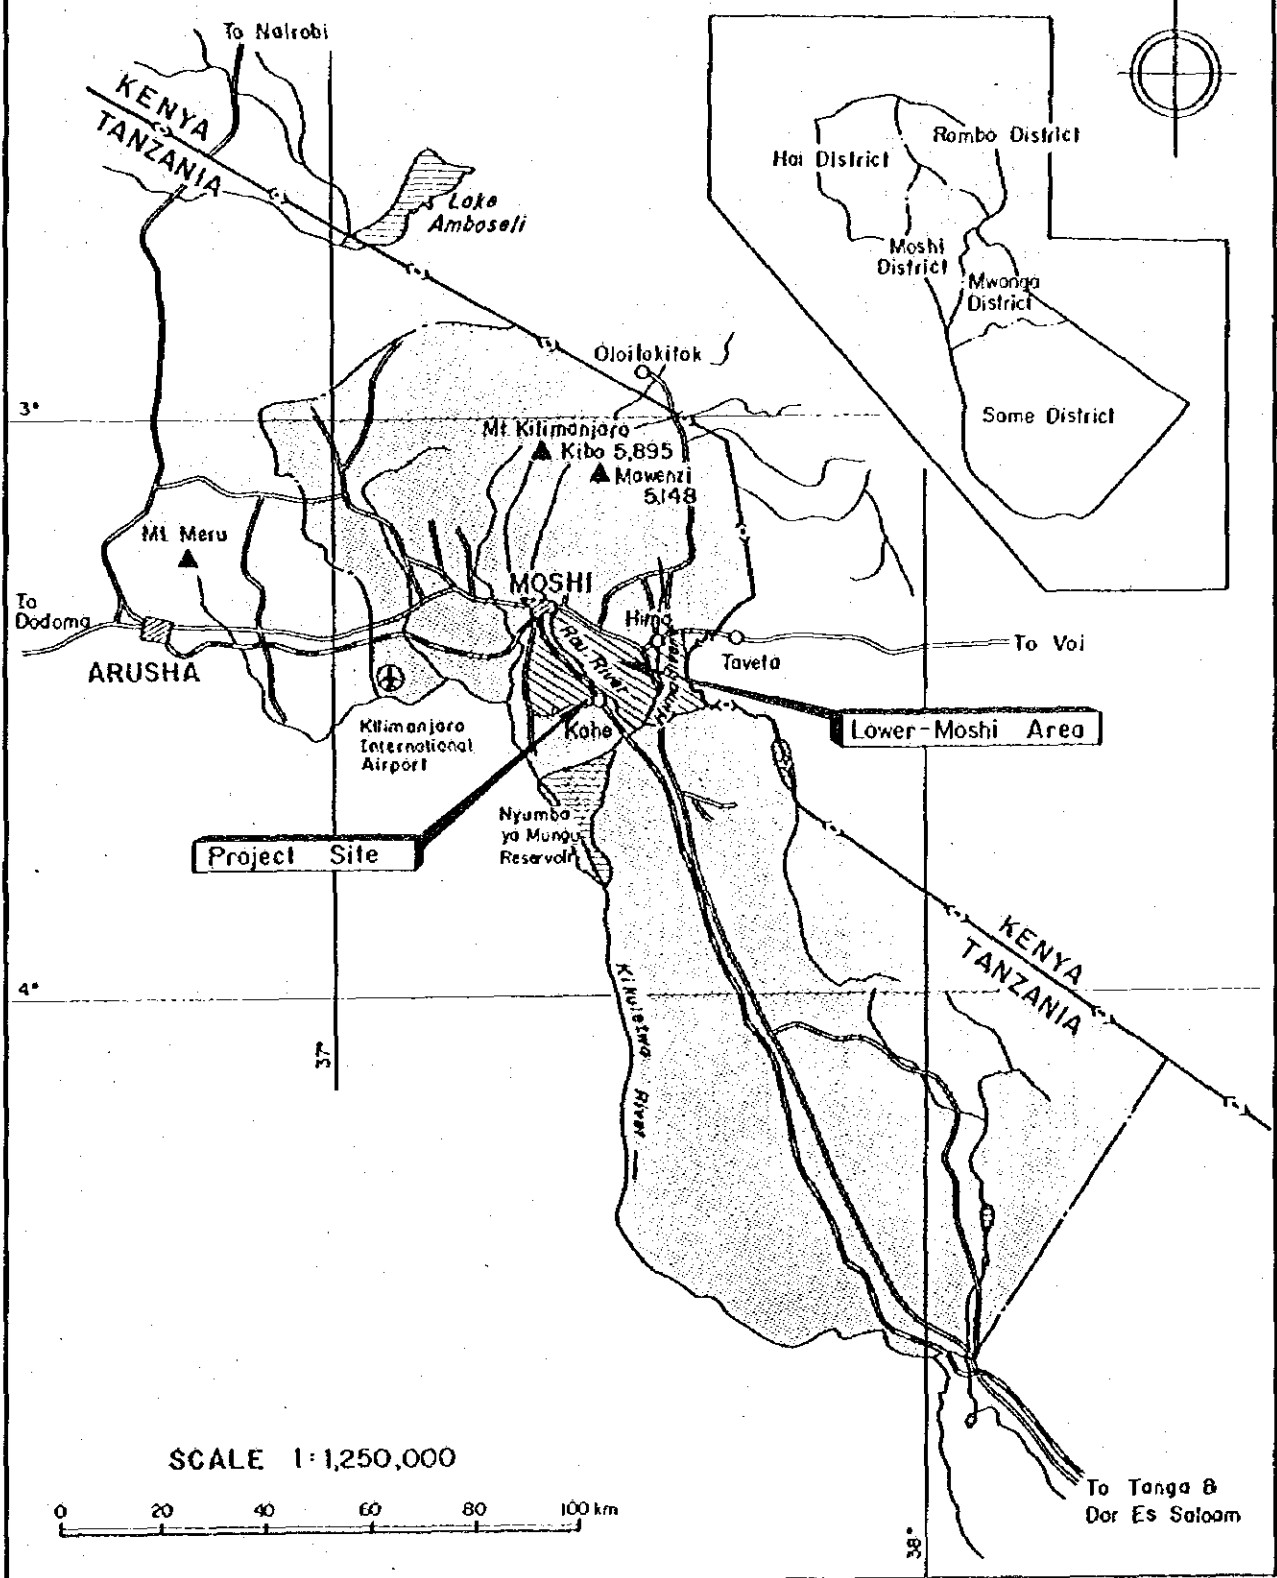 To Nairobi
KENYA
TANZANIA
Lake
Amboseli
Hai District
Rombo District
Moshi
District
Mwanga
District
Same District
Oloitokitok
3°
Mt. Kilimanjaro
Kibo 5,895
Mawenzi
5,148
Mt. Meru
MOSHI
To
Dodoma
Himo
Rau River
Taveta
To Voi
ARUSHA
Kilimanjaro
International
Airport
Kahe
Lower-Moshi Area
Nyumba
ya Mungu
Reservoir
Project Site
KENYA
TANZANIA
4°
Kikuletwa River
37°
SCALE 1:1,250,000
0 20 40 60 80 100 km
38°
To Tanga &
Dar Es Salaam